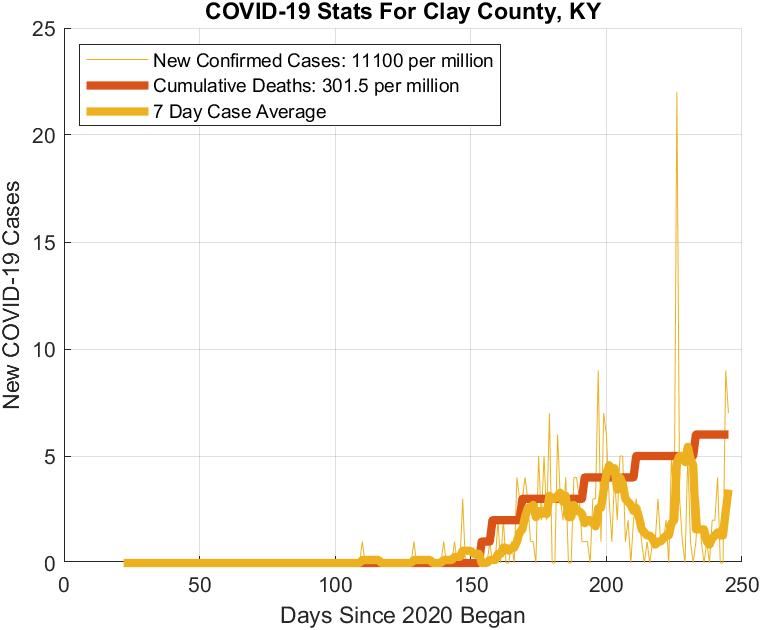 COVID-19 Stats For Clay County, KY
New Confirmed Cases: 11100 per million
Cumulative Deaths: 301.5 per million
7 Day Case Average
New COVID-19 Cases
25
20
15
10
5
0
0 50 100 150 200 250
Days Since 2020 Began